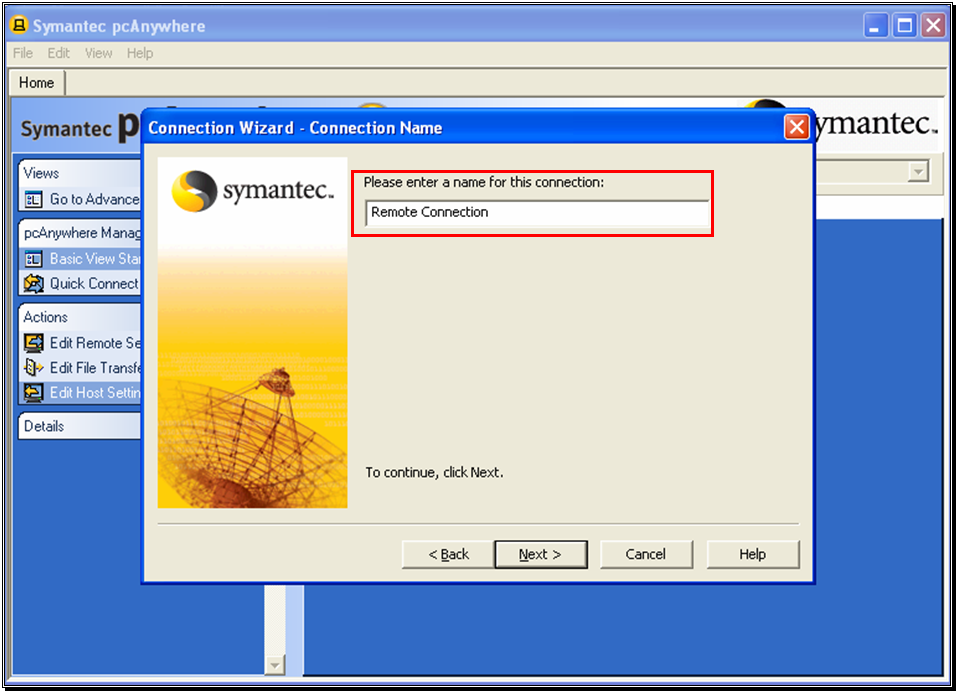 Symantec pcAnywhere
File Edit View Help
Home
Symantec
symantec.
Views
Go to Advance
pcAnywhere Manag
Basic View Sta
Quick Connect
Actions
Edit Remote Se
Edit File Transfe
Edit Host Settin
Details
Connection Wizard - Connection Name
symantec.
Please enter a name for this connection:
Remote Connection
To continue, click Next.
< Back Next > Cancel Help